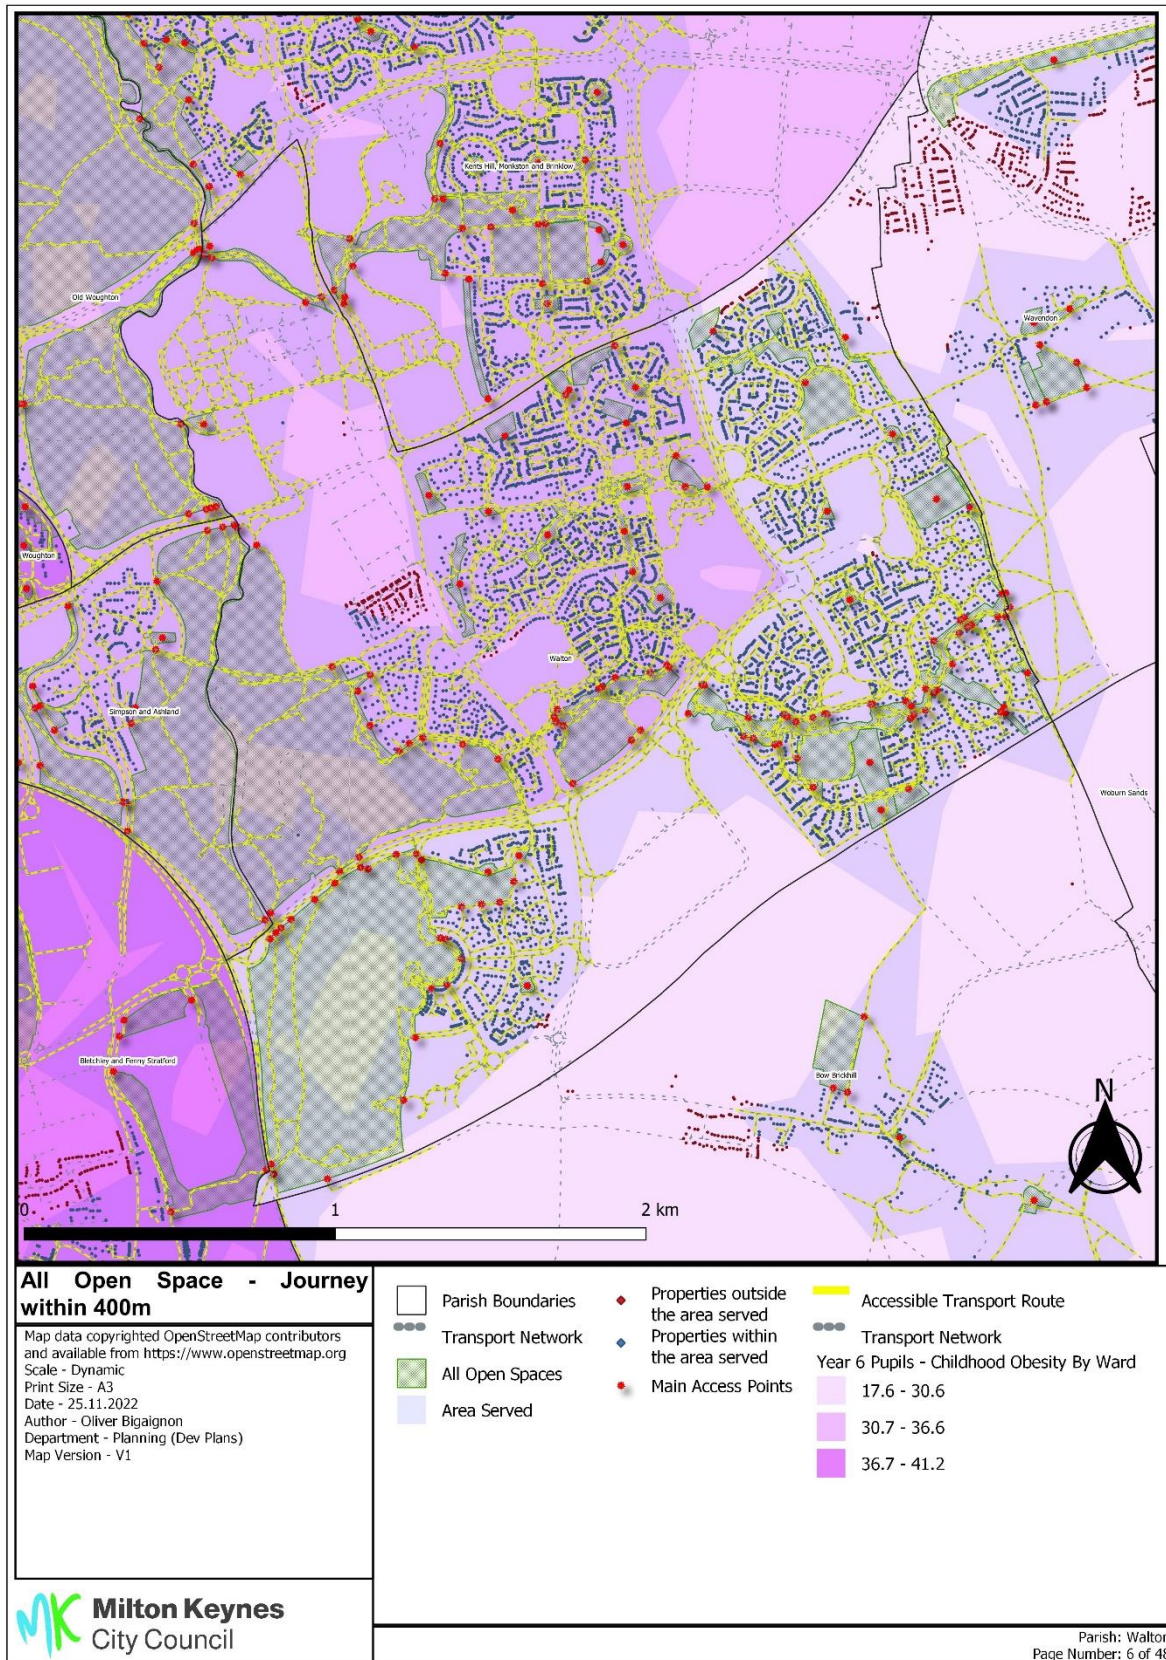 Kents Hill, Monkston and Brinklow
Old Woughton
Wavendon
Woughton
Walton
Simpson and Ashland
Woburn Sands
Bletchley and Fenny Stratford
Bow Brickhill
N
0 1 2 km
All Open Space - Journey
within 400m
Map data copyrighted OpenStreetMap contributors
and available from https://www.openstreetmap.org
Scale - Dynamic
Print Size - A3
Date - 25.11.2022
Author - Oliver Bigaignon
Department - Planning (Dev Plans)
Map Version - V1
MK Milton Keynes
City Council
Parish Boundaries
Transport Network
All Open Spaces
Area Served
Properties outside
the area served
Properties within
the area served
Main Access Points
Accessible Transport Route
Transport Network
Year 6 Pupils - Childhood Obesity By Ward
17.6 - 30.6
30.7 - 36.6
36.7 - 41.2
Parish: Walton
Page Number: 6 of 48